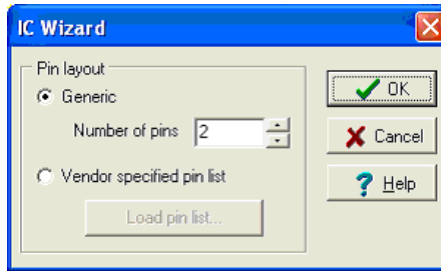 IC Wizard
Pin layout
Generic
Number of pins 2
Vendor specified pin list
Load pin list...
OK
Cancel
Help